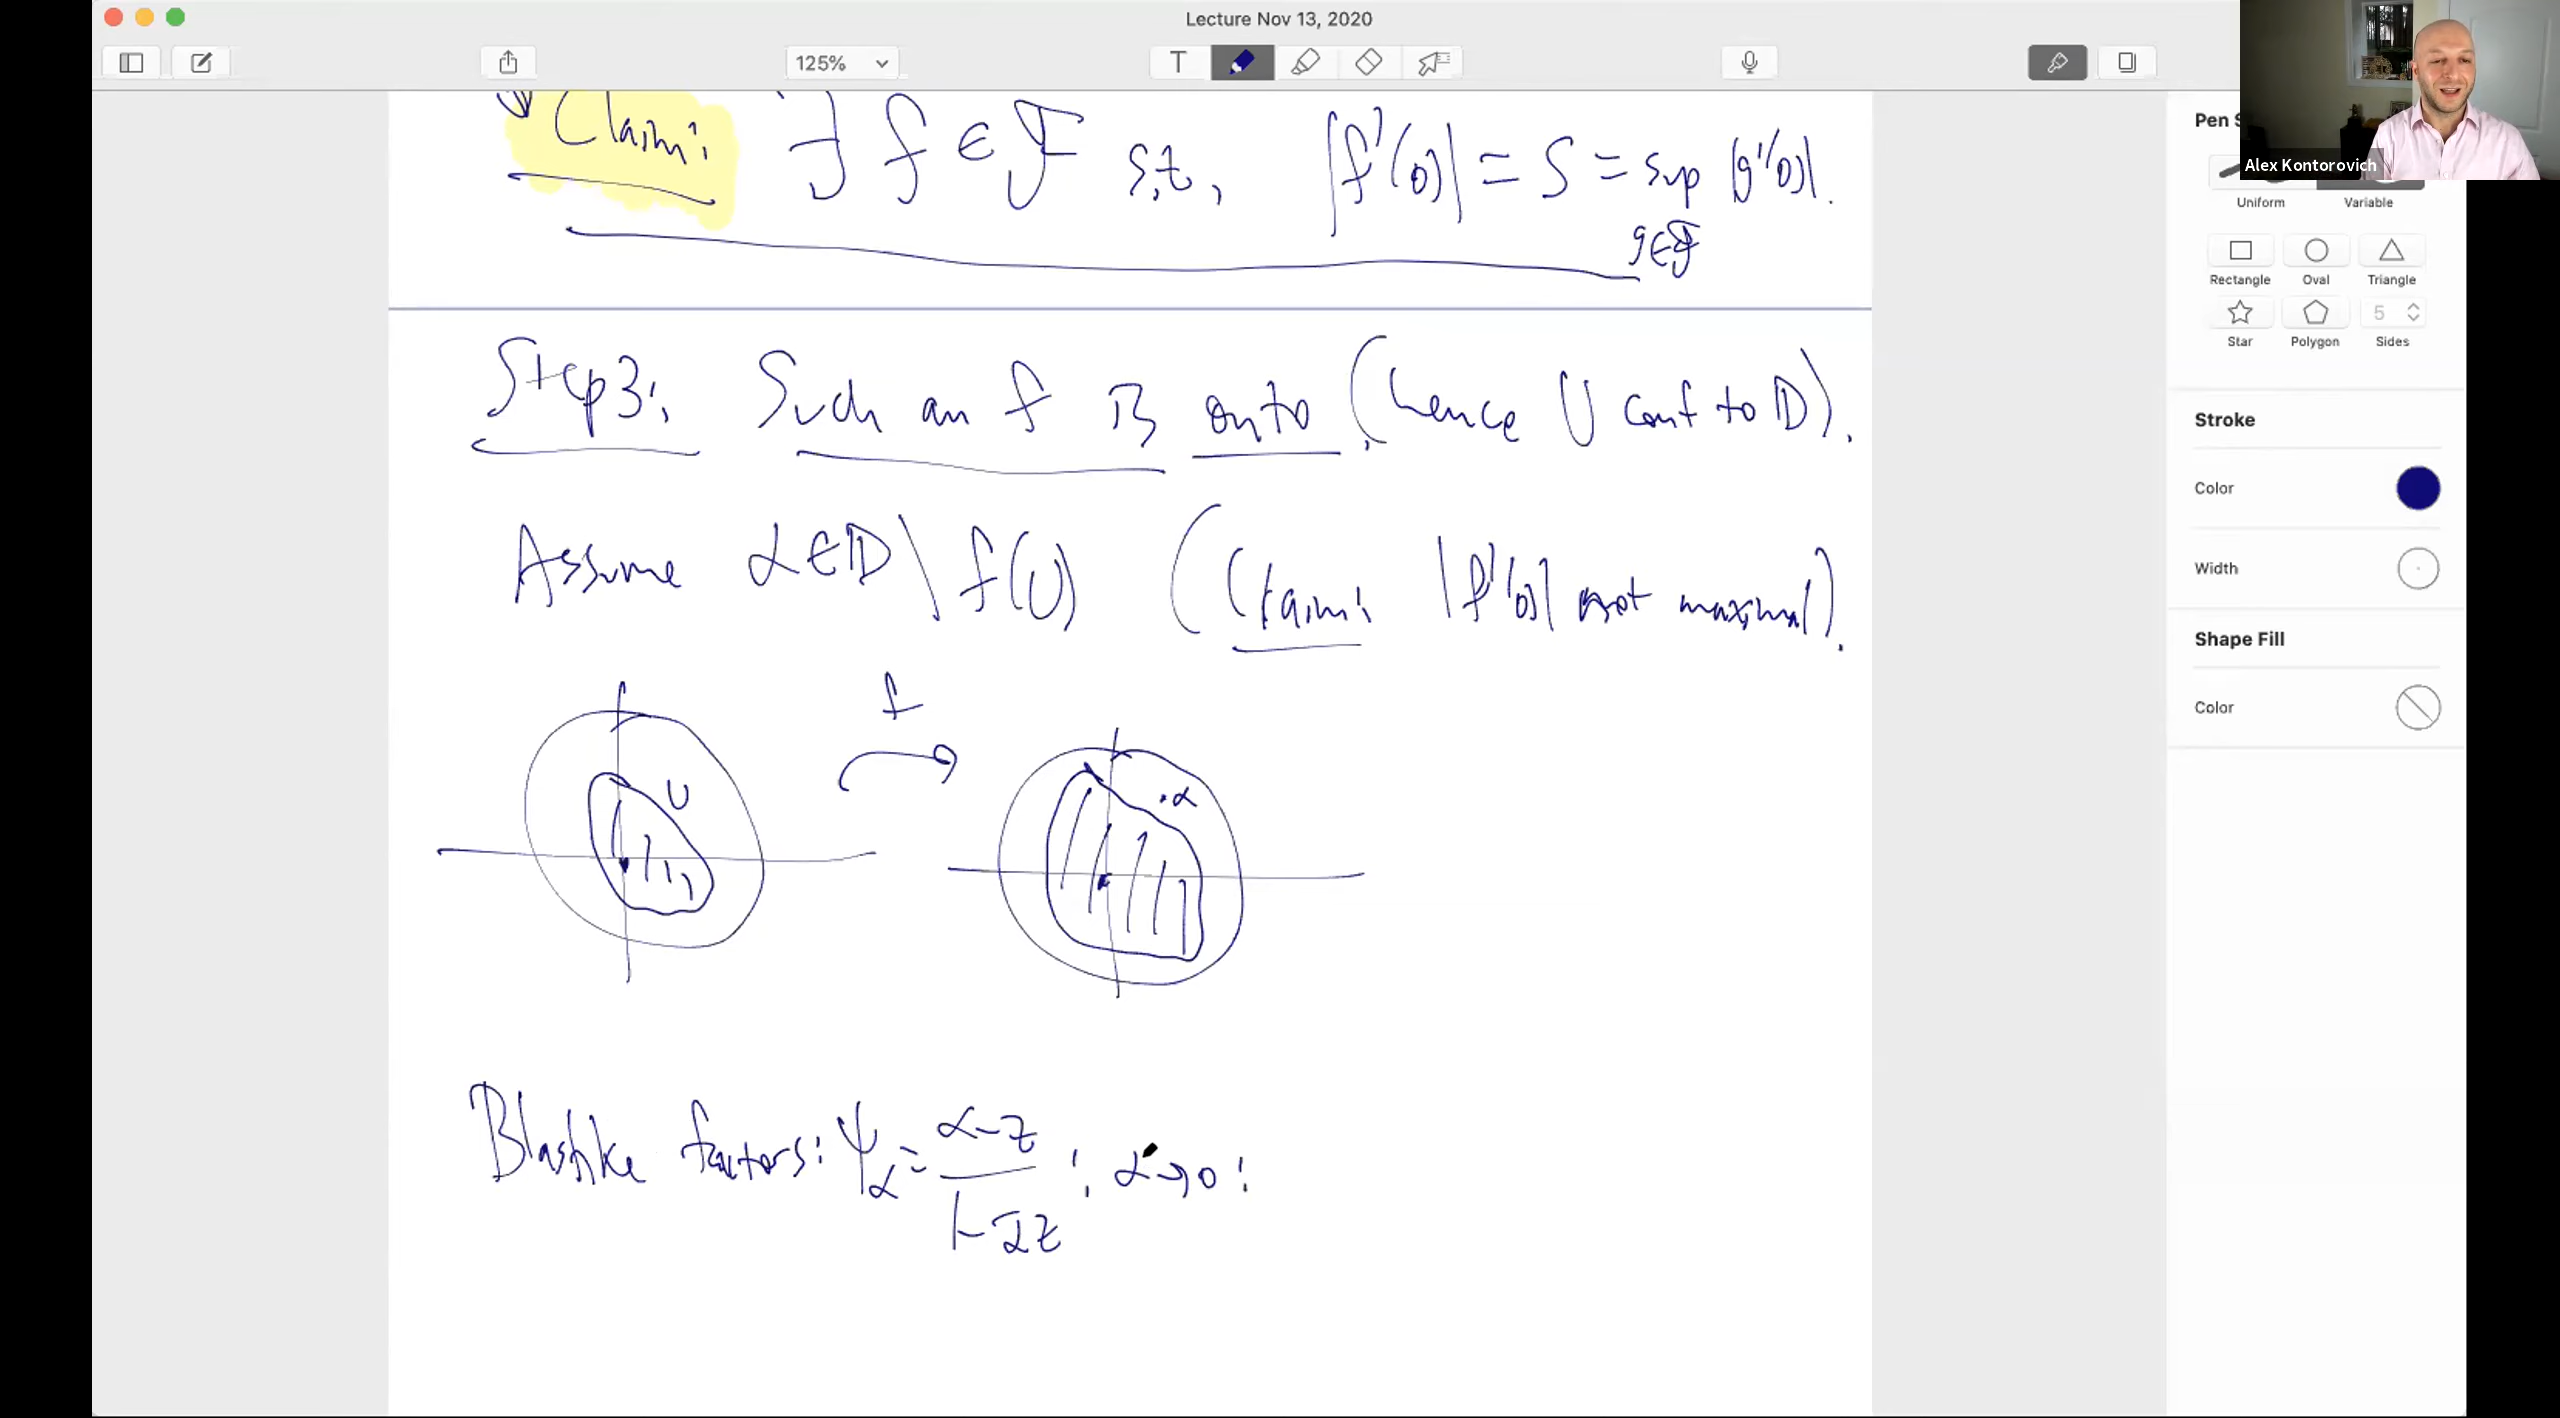 Lecture Nov 13, 2020
125%
Alex Kontorovich
Claim: ∃ f ∈ ℱ s.t. |f'(0)| = S = sup |g'(0)|.
g∈ℱ
Step 3: Such an f is onto. (hence U conf to 𝔻).
Assume α∈𝔻 \ f(U) (Claim: |f'(0)| not maximal).
f
U
·α
Blashke factors: ψ_α = (α-z)/(1-ᾱz) : α→0 :
Pen S
Uniform
Variable
Rectangle
Oval
Triangle
5
Star
Polygon
Sides
Stroke
Color
Width
Shape Fill
Color